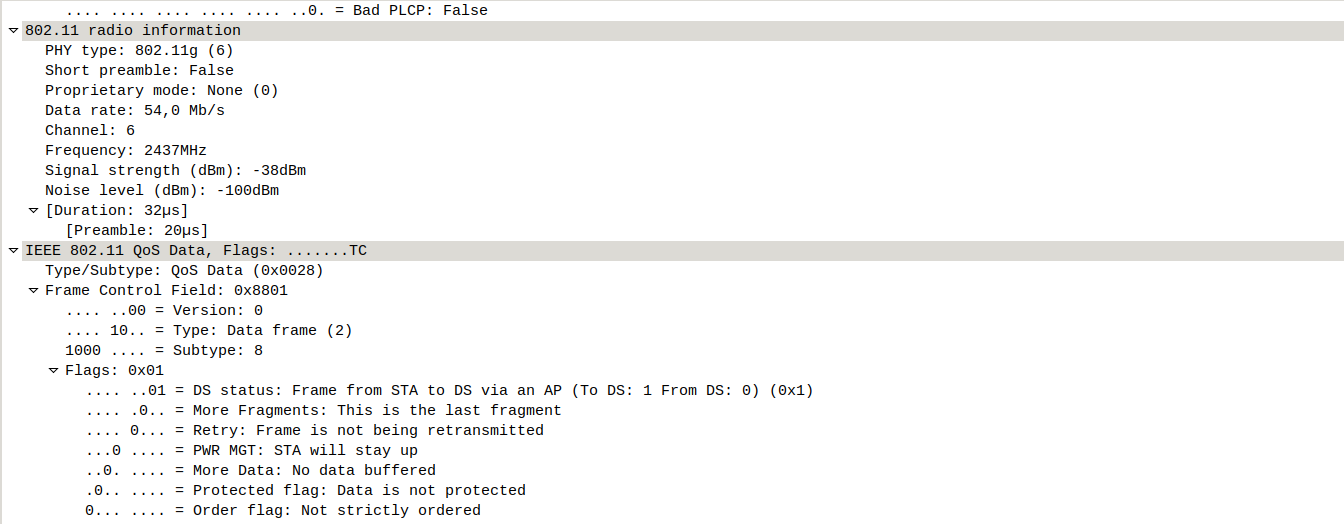 .... .... .... .... .... ..0. = Bad PLCP: False
802.11 radio information
PHY type: 802.11g (6)
Short preamble: False
Proprietary mode: None (0)
Data rate: 54,0 Mb/s
Channel: 6
Frequency: 2437MHz
Signal strength (dBm): -38dBm
Noise level (dBm): -100dBm
[Duration: 32µs]
[Preamble: 20µs]
IEEE 802.11 QoS Data, Flags: .......TC
Type/Subtype: QoS Data (0x0028)
Frame Control Field: 0x8801
.... ..00 = Version: 0
.... 10.. = Type: Data frame (2)
1000 .... = Subtype: 8
Flags: 0x01
.... ..01 = DS status: Frame from STA to DS via an AP (To DS: 1 From DS: 0) (0x1)
.... .0.. = More Fragments: This is the last fragment
.... 0... = Retry: Frame is not being retransmitted
...0 .... = PWR MGT: STA will stay up
..0. .... = More Data: No data buffered
.0.. .... = Protected flag: Data is not protected
0... .... = Order flag: Not strictly ordered